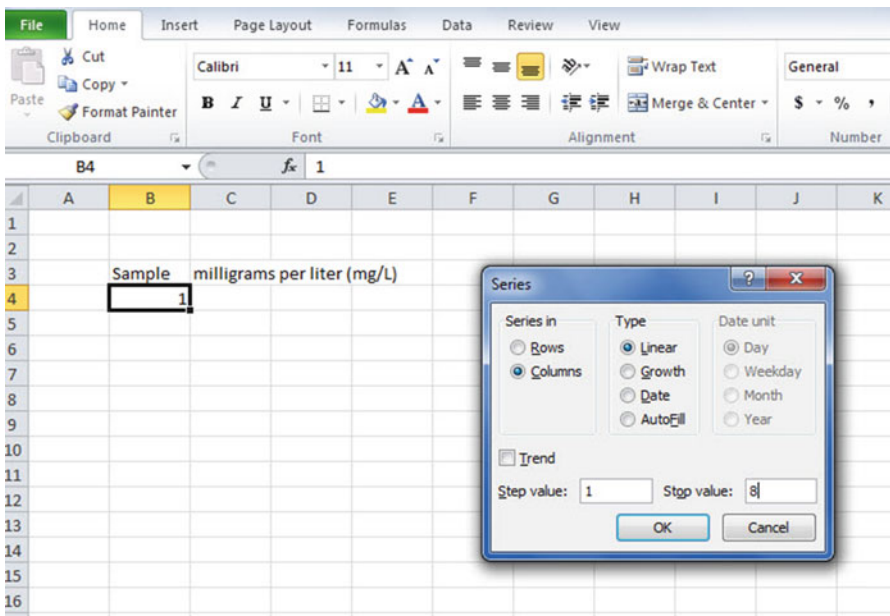 File Home Insert Page Layout Formulas Data Review View
Cut
Copy
Paste
Format Painter
Clipboard
Calibri 11 A A
B I U A
Font
Wrap Text
Merge & Center
Alignment
General
$ % ,
Number
B4 fx 1
A B C D E F G H I J K
1
2
3 Sample milligrams per liter (mg/L)
4 1
5
6
7
8
9
10
11
12
13
14
15
16
Series ? X
Series in Type Date unit
Rows Linear Day
Columns Growth Weekday
Date Month
AutoFill Year
Trend
Step value: 1 Stop value: 8
OK Cancel